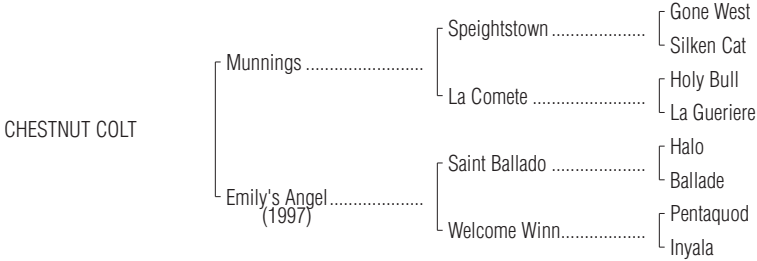 Gone West
Speightstown ....................
Silken Cat
Munnings .........................
Holy Bull
La Comete ........................
La Gueriere
CHESTNUT COLT
Halo
Saint Ballado ....................
Ballade
Emily's Angel....................
(1997)
Pentaquod
Welcome Winn..................
Inyala